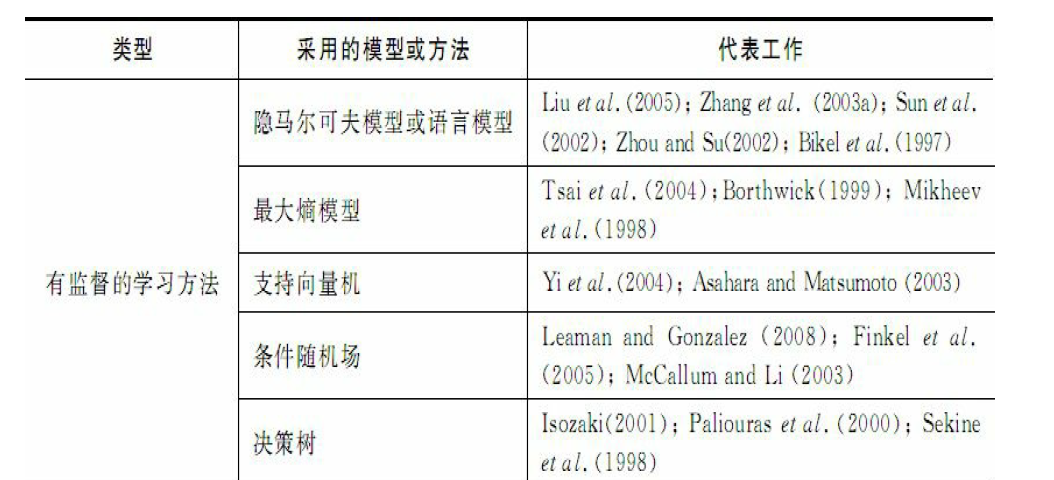 类型 采用的模型或方法 代表工作
有监督的学习方法
隐马尔可夫模型或语言模型
Liu et al. (2005); Zhang et al. (2003a); Sun et al.
(2002); Zhou and Su(2002); Bikel et al. (1997)
最大熵模型
Tsai et al. (2004);Borthwick(1999); Mikheev
et al. (1998)
支持向量机
Yi et al.(2004); Asahara and Matsumoto (2003)
条件随机场
Leaman and Gonzalez (2008); Finkel et al.
(2005); McCallum and Li (2003)
决策树
Isozaki(2001); Paliouras et al. (2000); Sekine
et al. (1998)